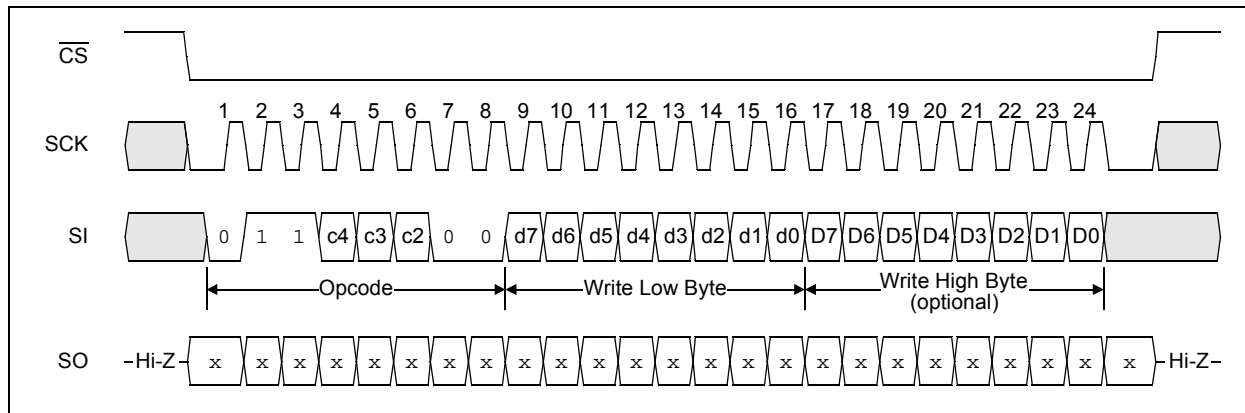 CS
1 2 3 4 5 6 7 8 9 10 11 12 13 14 15 16 17 18 19 20 21 22 23 24
SCK
SI 0 1 1 c4 c3 c2 0 0 d7 d6 d5 d4 d3 d2 d1 d0 D7 D6 D5 D4 D3 D2 D1 D0
Opcode Write Low Byte Write High Byte
(optional)
SO Hi-Z x x x x x x x x x x x x x x x x x x x x x x x x x Hi-Z